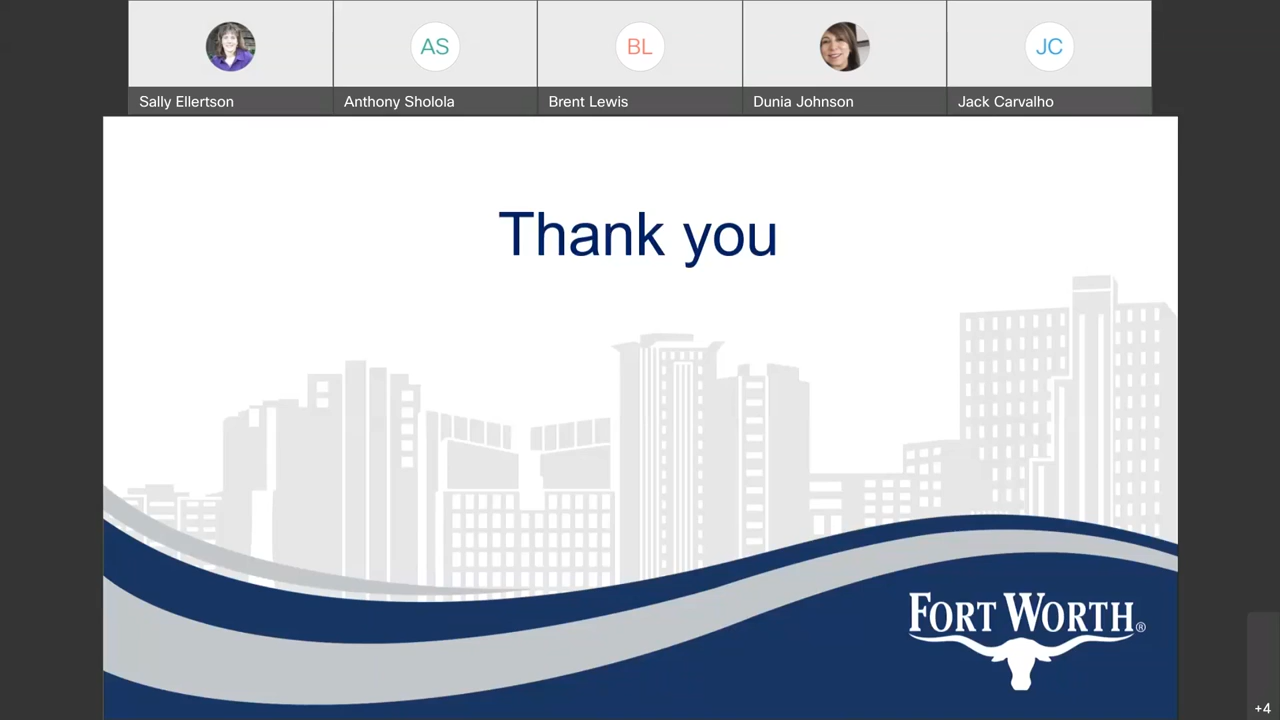 AS
BL
JC
Sally Ellertson
Anthony Sholola
Brent Lewis
Dunia Johnson
Jack Carvalho
Thank you
FORT WORTH®
+4